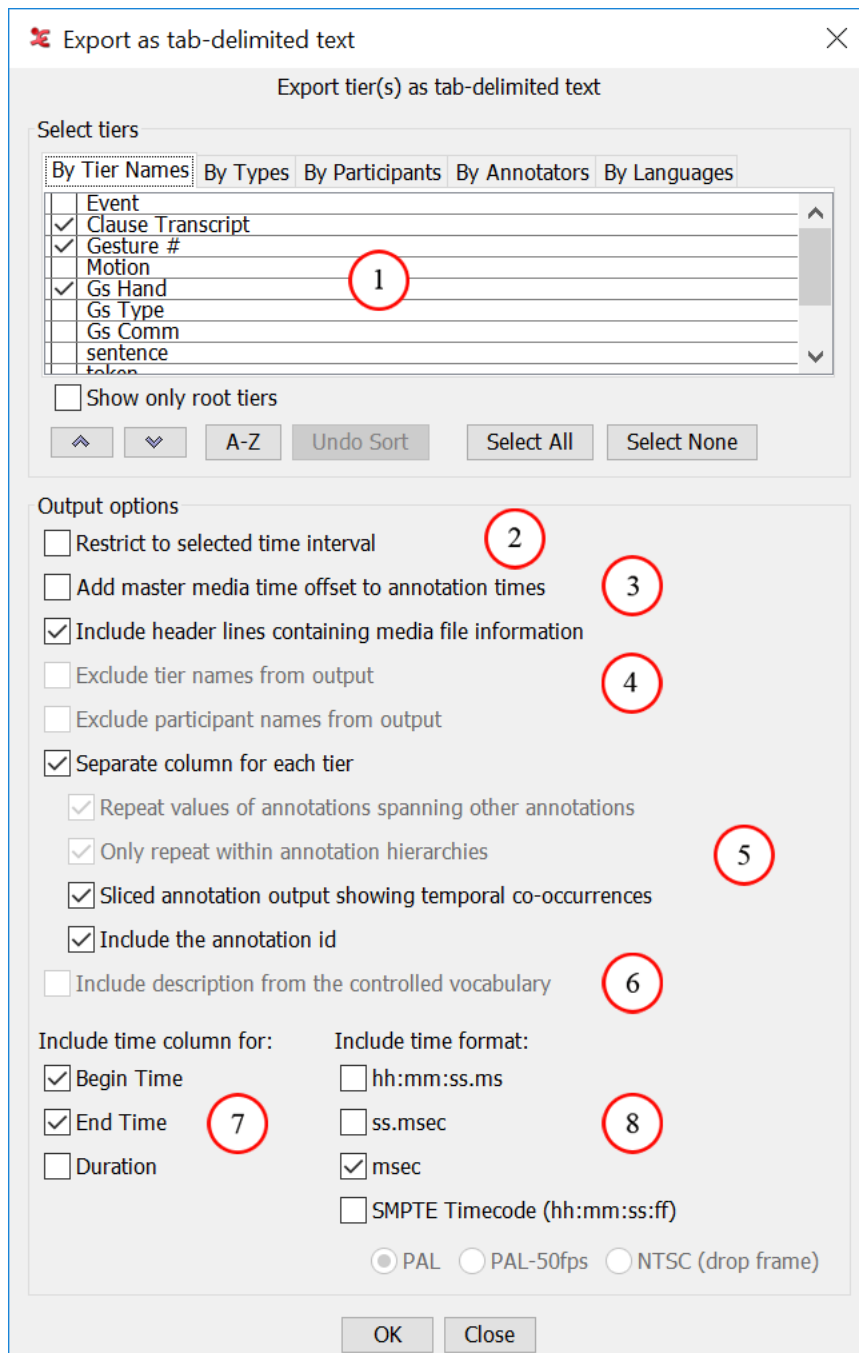 Export as tab-delimited text
Export tier(s) as tab-delimited text
Select tiers
By Tier Names By Types By Participants By Annotators By Languages
Event
Clause Transcript
Gesture #
Motion
1
Gs Hand
Gs Type
Gs Comm
sentence
token
Show only root tiers
A-Z Undo Sort Select All Select None
Output options
Restrict to selected time interval 2
Add master media time offset to annotation times 3
Include header lines containing media file information
Exclude tier names from output 4
Exclude participant names from output
Separate column for each tier
Repeat values of annotations spanning other annotations
Only repeat within annotation hierarchies 5
Sliced annotation output showing temporal co-occurrences
Include the annotation id
Include description from the controlled vocabulary 6
Include time column for: Include time format:
Begin Time hh:mm:ss.ms
End Time 7 ss.msec 8
Duration msec
SMPTE Timecode (hh:mm:ss:ff)
PAL PAL-50fps NTSC (drop frame)
OK Close